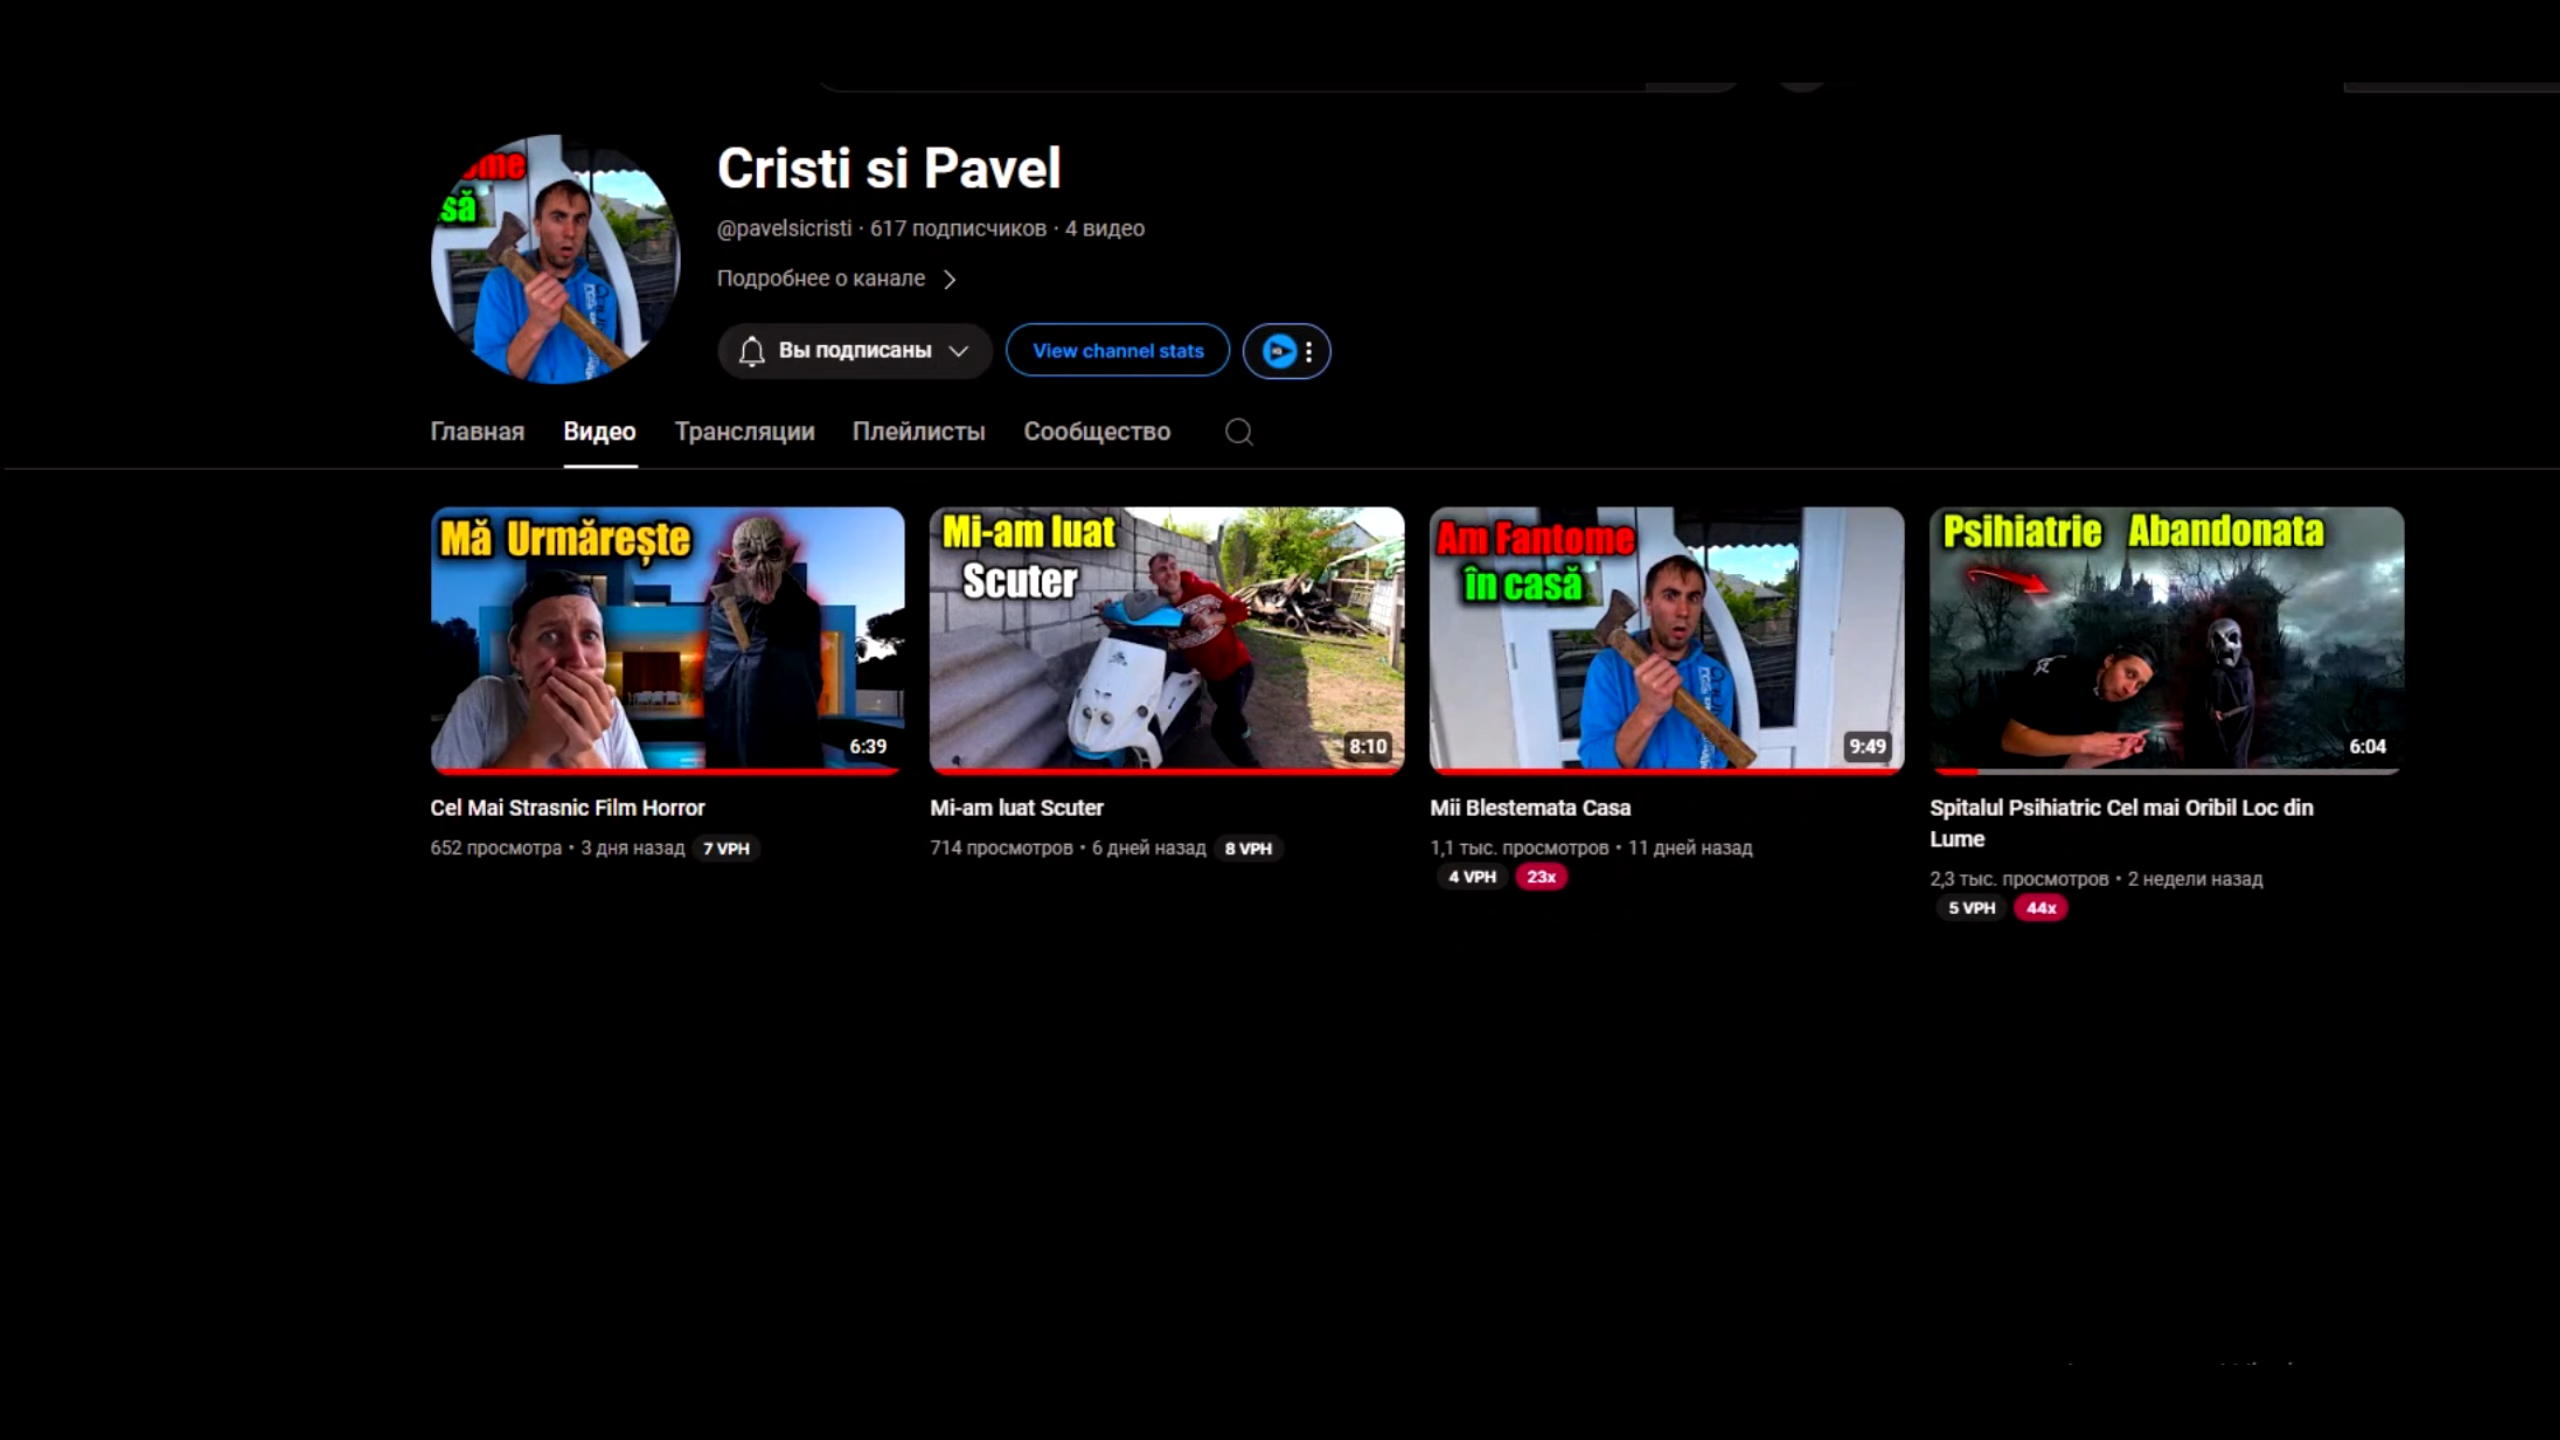 Cristi si Pavel
@pavelsicristi · 617 подписчиков · 4 видео
Подробнее о канале
Вы подписаны
View channel stats
Главная Видео Трансляции Плейлисты Сообщество
Mă Urmărește
6:39
Cel Mai Strasnic Film Horror
652 просмотра • 3 дня назад 7 VPH
Mi-am luat
Scuter
8:10
Mi-am luat Scuter
714 просмотров • 6 дней назад 8 VPH
Am Fantome
în casă
9:49
Mii Blestemata Casa
1,1 тыс. просмотров • 11 дней назад
4 VPH 23x
Psihiatrie Abandonata
6:04
Spitalul Psihiatric Cel mai Oribil Loc din
Lume
2,3 тыс. просмотров • 2 недели назад
5 VPH 44x